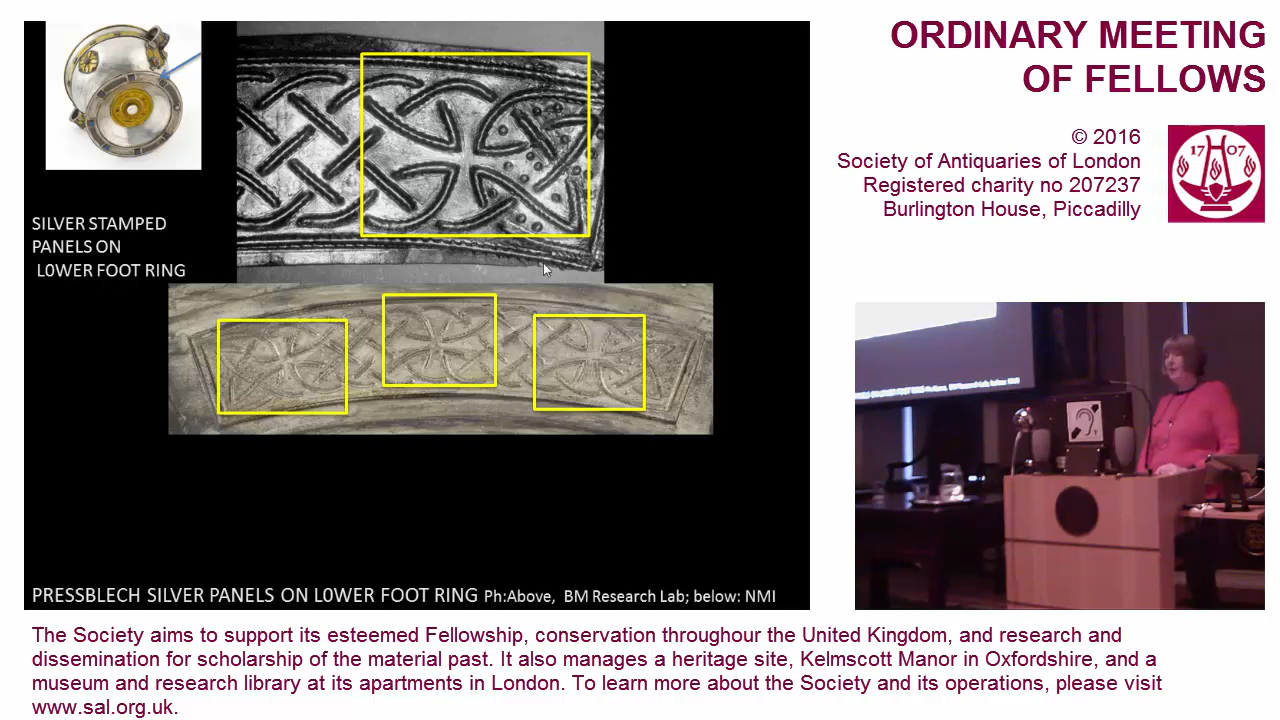 ORDINARY MEETING
OF FELLOWS
© 2016
Society of Antiquaries of London
Registered charity no 207237
Burlington House, Piccadilly
17 07
SILVER STAMPED
PANELS ON
L0WER FOOT RING
PRESSBLECH SILVER PANELS ON L0WER FOOT RING Ph:Above, BM Research Lab; below: NMI
The Society aims to support its esteemed Fellowship, conservation throughour the United Kingdom, and research and
dissemination for scholarship of the material past. It also manages a heritage site, Kelmscott Manor in Oxfordshire, and a
museum and research library at its apartments in London. To learn more about the Society and its operations, please visit
www.sal.org.uk.